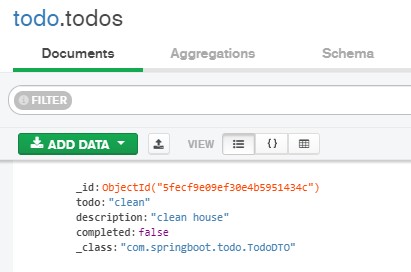 todo.todos
Documents Aggregations Schema
FILTER
ADD DATA VIEW {}
_id:ObjectId("5fecf9e09ef30e4b5951434c")
todo:"clean"
description:"clean house"
completed:false
_class:"com.springboot.todo.TodoDTO"